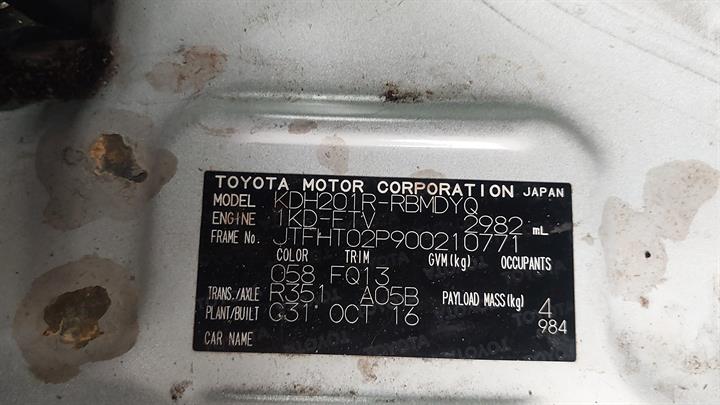 TOYOTA MOTOR CORPORATION JAPAN
MODEL KDH201R-RBMDYQ
ENGINE 1KD-FTV 2982 mL
FRAME No. JTFHT02P900210771
COLOR TRIM GVM(kg) OCCUPANTS
058 FQ13
TRANS./AXLE R351 A05B PAYLOAD MASS(kg) 4
PLANT/BUILT C31 OCT 16 984
CAR NAME